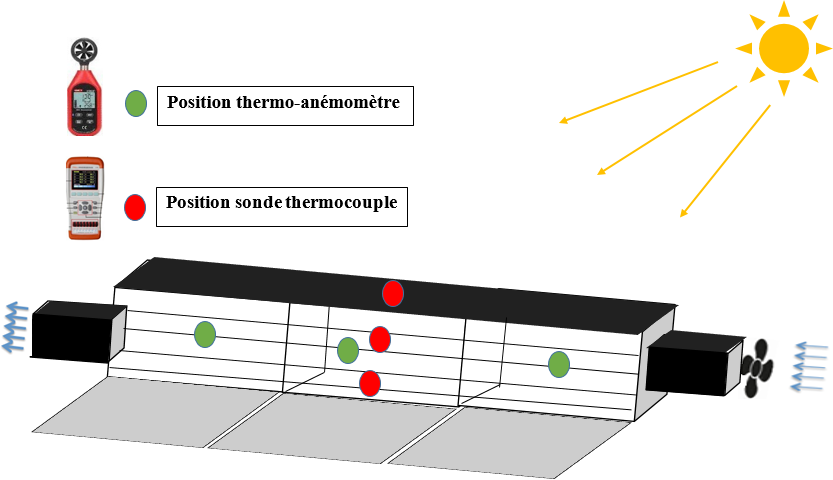 Position thermo-anémomètre
Position sonde thermocouple